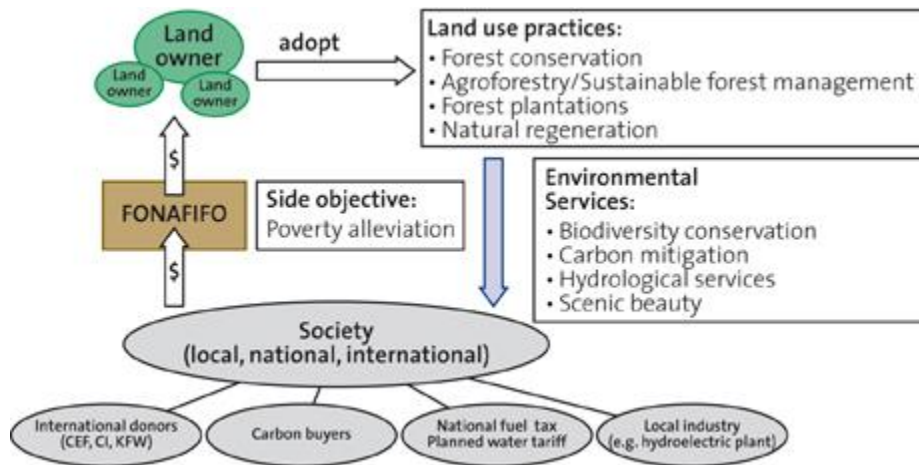 Land
owner
Land
owner
Land
owner
adopt
Land use practices:
• Forest conservation
• Agroforestry/Sustainable forest management
• Forest plantations
• Natural regeneration
$
FONAFIFO
Side objective:
Poverty alleviation
Environmental
Services:
• Biodiversity conservation
• Carbon mitigation
• Hydrological services
• Scenic beauty
$
Society
(local, national, international)
International donors
(CEF, CI, KFW)
Carbon buyers
National fuel tax
Planned water tariff
Local industry
(e.g. hydroelectric plant)